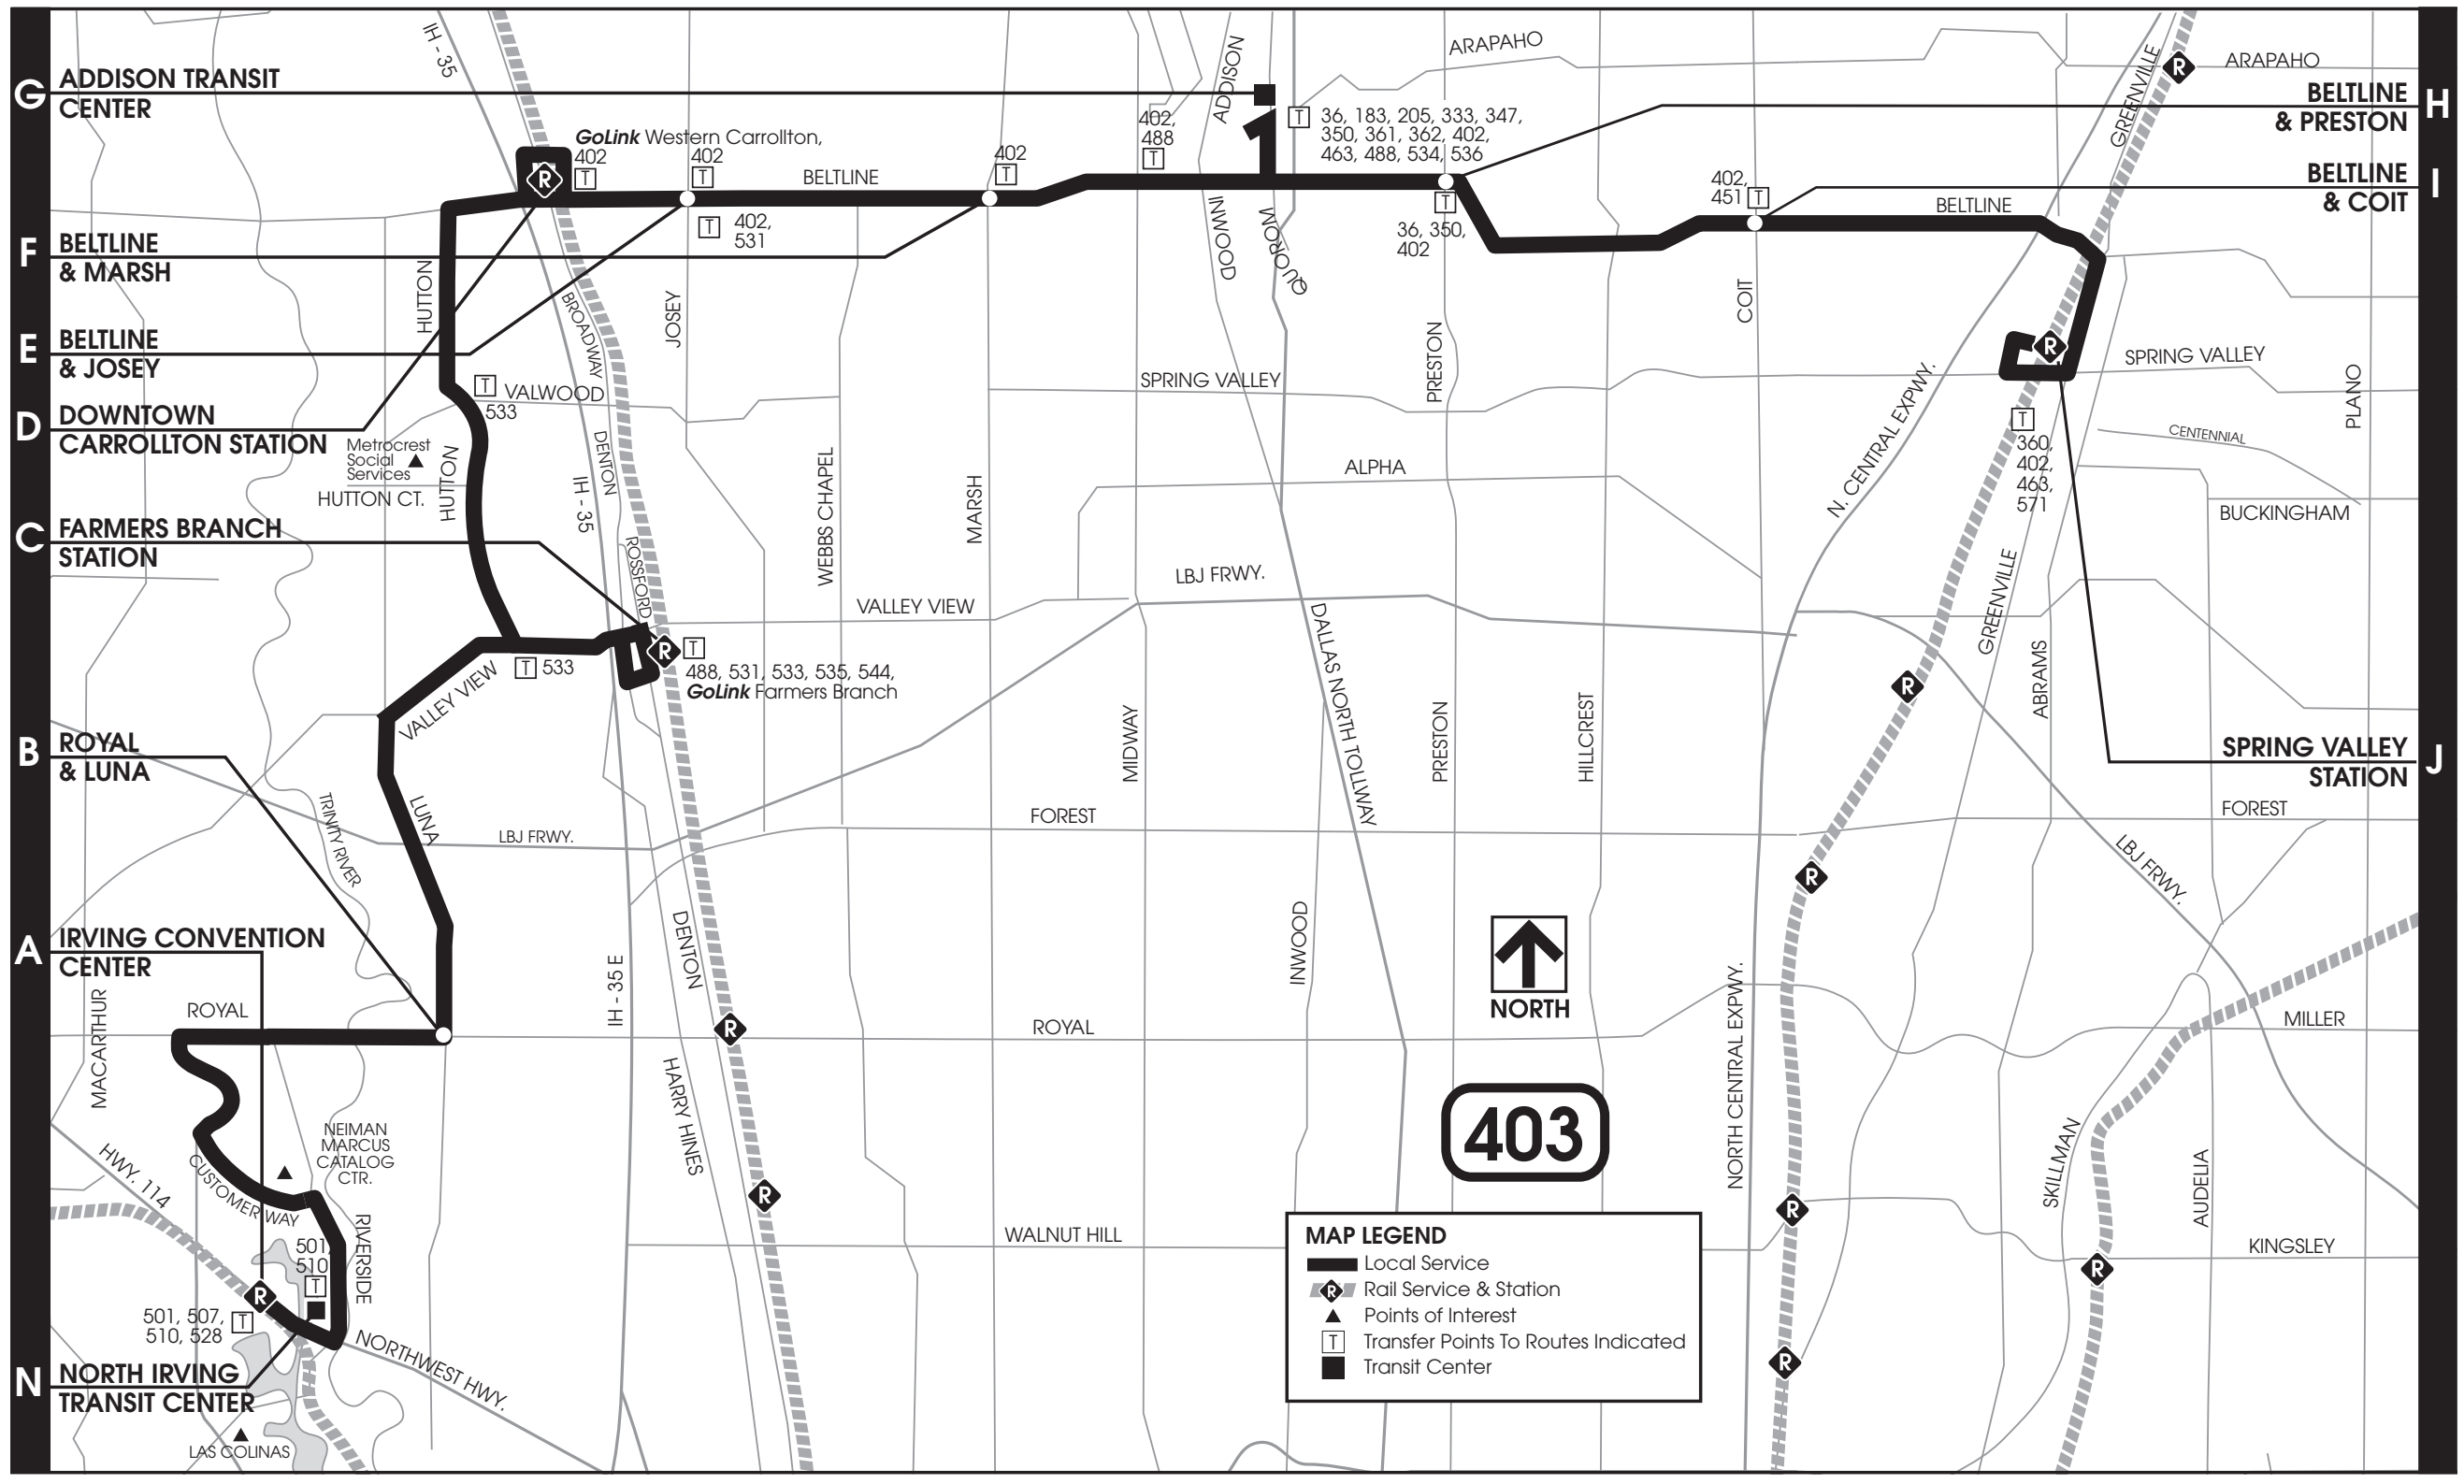 G
ADDISON TRANSIT
CENTER
F
BELTLINE
& MARSH
E
BELTLINE
& JOSEY
D
DOWNTOWN
CARROLLTON STATION
C
FARMERS BRANCH
STATION
B
ROYAL
& LUNA
A
IRVING CONVENTION
CENTER
N
NORTH IRVING
TRANSIT CENTER
H
BELTLINE
& PRESTON
I
BELTLINE
& COIT
J
SPRING VALLEY
STATION
IH - 35
GoLink Western Carrollton,
402
T
R
402
T
BELTLINE
402
T
T
402,
531
402,
488
T
ADDISON
1
T
36, 183, 205, 333, 347,
350, 361, 362, 402,
463, 488, 534, 536
ARAPAHO
GREENVILLE
R
ARAPAHO
INWOOD
QUOROM
T
36, 350,
402
402,
451
T
BELTLINE
HUTTON
BROADWAY
JOSEY
PRESTON
COIT
R
SPRING VALLEY
SPRING VALLEY
PLANO
T
VALWOOD
533
Metrocrest
Social
Services
HUTTON CT.
HUTTON
DENTON
IH - 35
ROSSFORD
WEBBS CHAPEL
MARSH
ALPHA
N. CENTRAL EXPWY.
T
360,
402,
463,
571
CENTENNIAL
BUCKINGHAM
VALLEY VIEW
LBJ FRWY.
R
T
488, 531, 533, 535, 544,
GoLink Farmers Branch
T
533
VALLEY VIEW
DALLAS NORTH TOLLWAY
GREENVILLE
R
ABRAMS
MIDWAY
PRESTON
HILLCREST
LUNA
TRINITY RIVER
LBJ FRWY.
FOREST
FOREST
LBJ FRWY.
R
DENTON
IH - 35 E
INWOOD
NORTH
NORTH CENTRAL EXPWY.
MACARTHUR
ROYAL
R
ROYAL
MILLER
HARRY HINES
403
NEIMAN
MARCUS
CATALOG
CTR.
HWY. 114
CUSTOMER WAY
RIVERSIDE
R
R
SKILLMAN
AUDELIA
WALNUT HILL
KINGSLEY
R
501,
510
T
R
501, 507,
510, 528
T
NORTHWEST HWY.
LAS COLINAS
R
MAP LEGEND
Local Service
R
Rail Service & Station
Points of Interest
T
Transfer Points To Routes Indicated
Transit Center